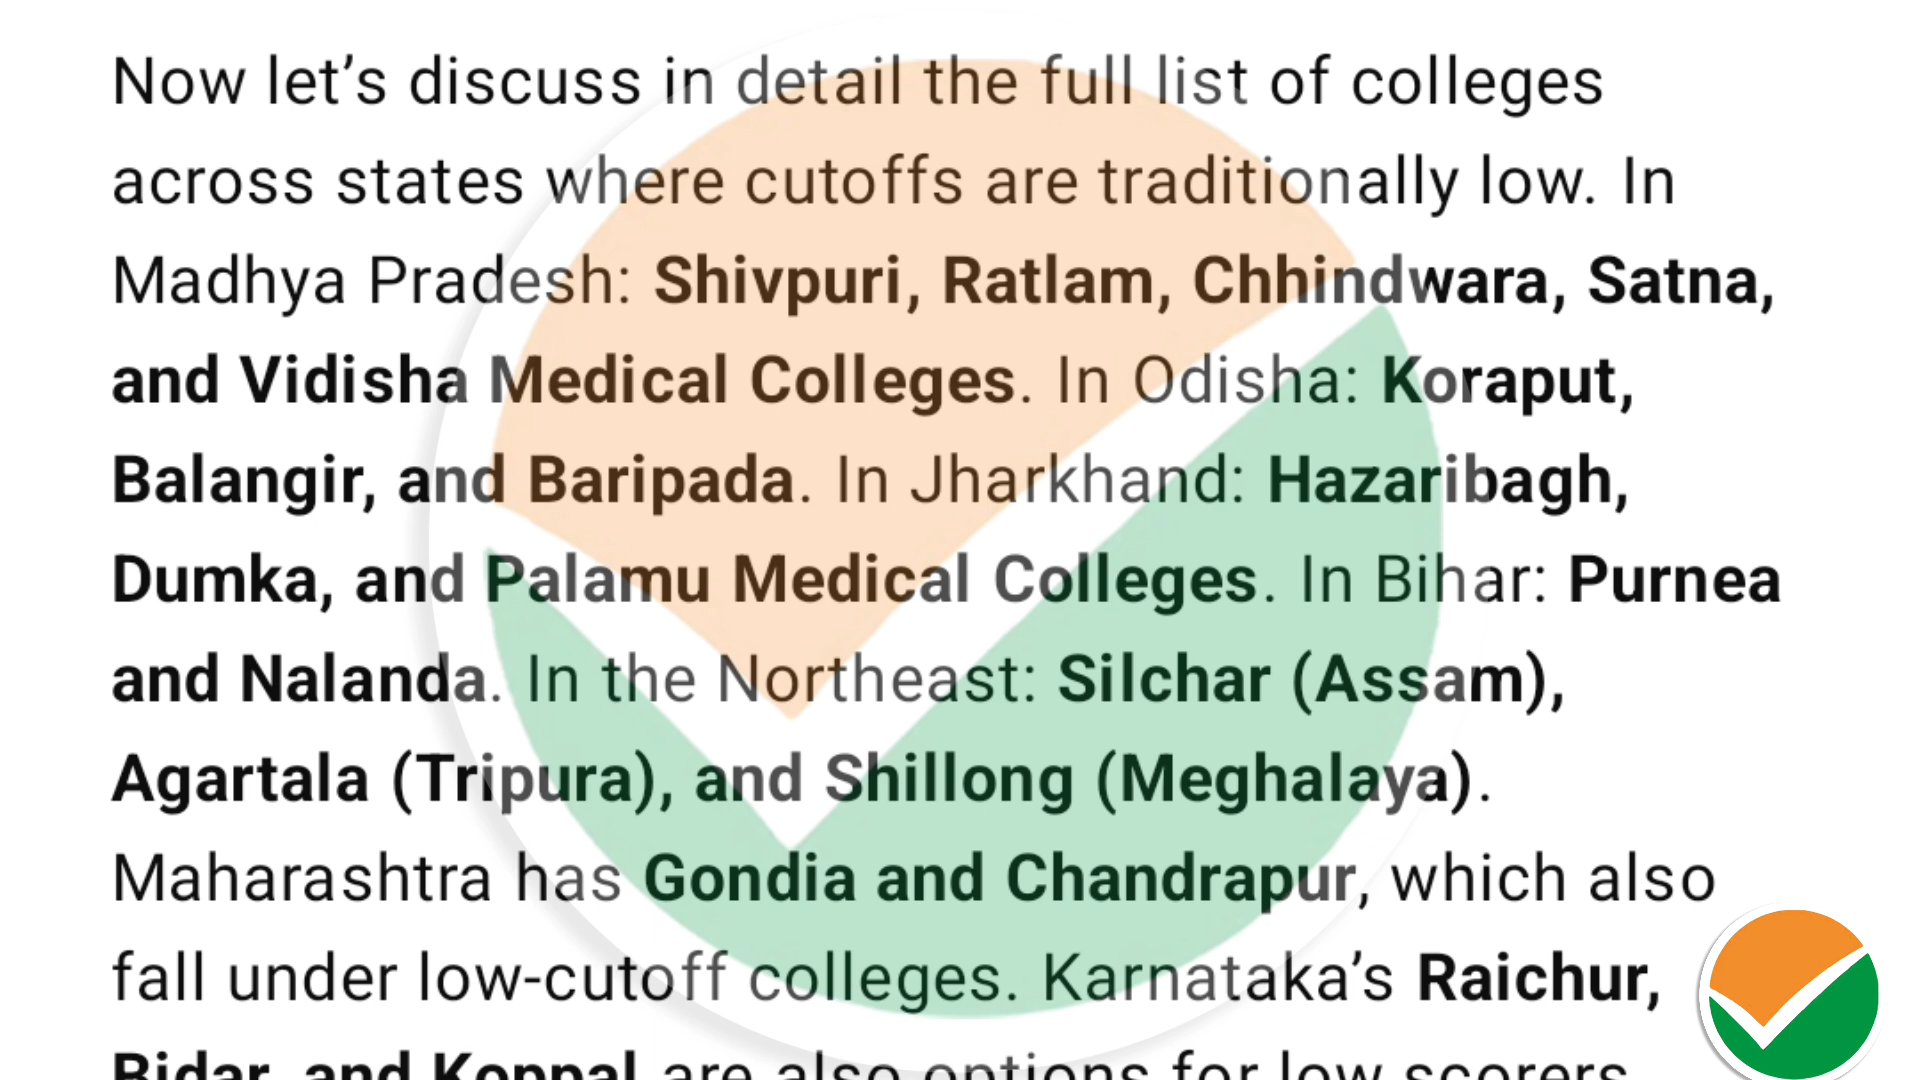 Now let’s discuss in detail the full list of colleges
across states where cutoffs are traditionally low. In
Madhya Pradesh: Shivpuri, Ratlam, Chhindwara, Satna,
and Vidisha Medical Colleges. In Odisha: Koraput,
Balangir, and Baripada. In Jharkhand: Hazaribagh,
Dumka, and Palamu Medical Colleges. In Bihar: Purnea
and Nalanda. In the Northeast: Silchar (Assam),
Agartala (Tripura), and Shillong (Meghalaya).
Maharashtra has Gondia and Chandrapur, which also
fall under low-cutoff colleges. Karnataka’s Raichur,
Bidar, and Koppal are also options for low scorers